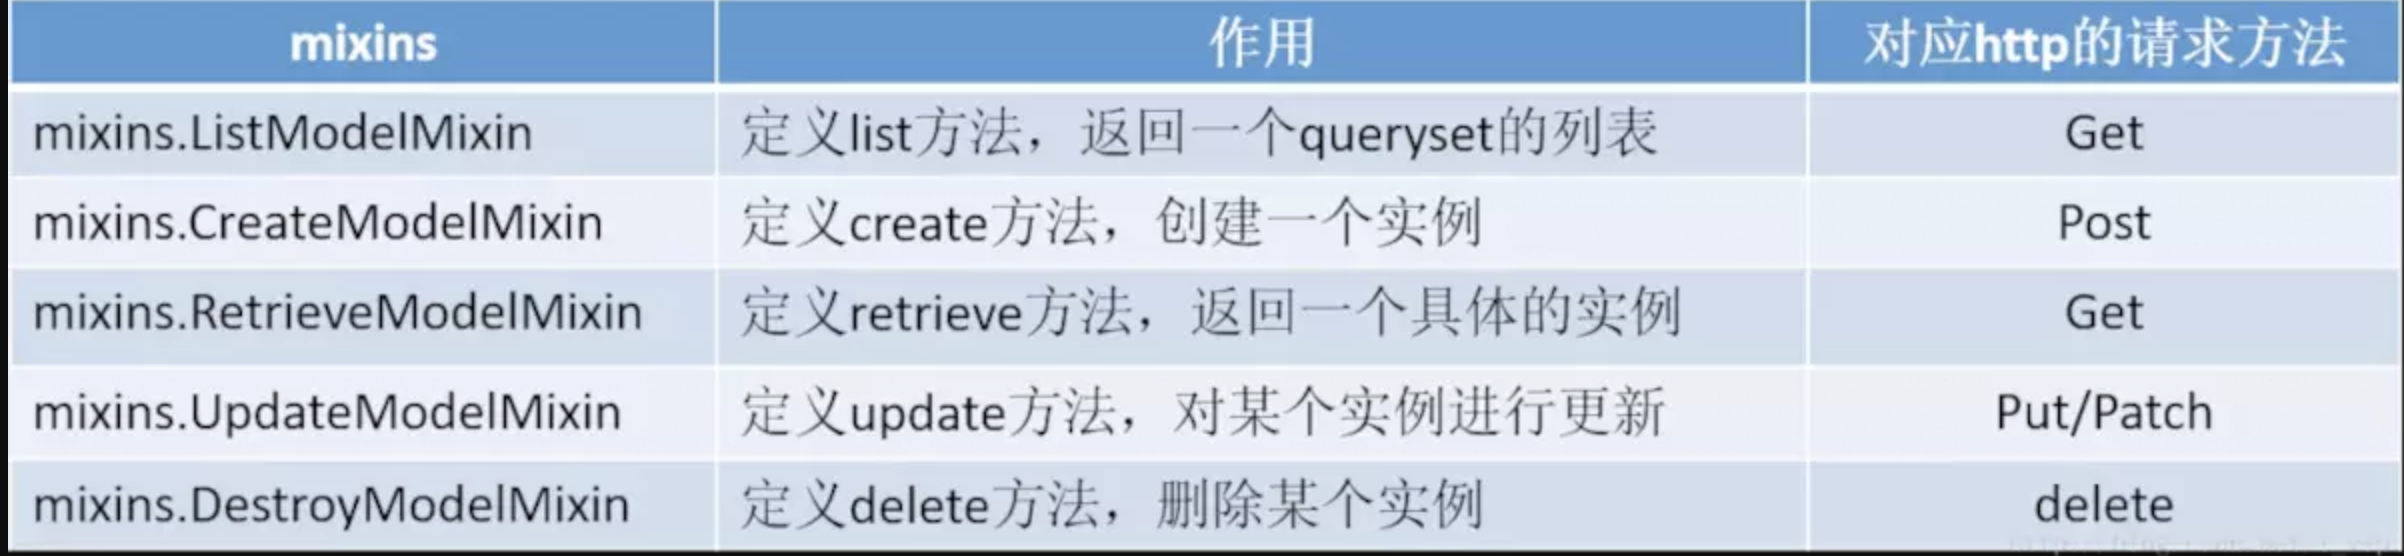 mixins 作用 对应http的请求方法
mixins.ListModelMixin 定义list方法，返回一个queryset的列表 Get
mixins.CreateModelMixin 定义create方法，创建一个实例 Post
mixins.RetrieveModelMixin 定义retrieve方法，返回一个具体的实例 Get
mixins.UpdateModelMixin 定义update方法，对某个实例进行更新 Put/Patch
mixins.DestroyModelMixin 定义delete方法，删除某个实例 delete